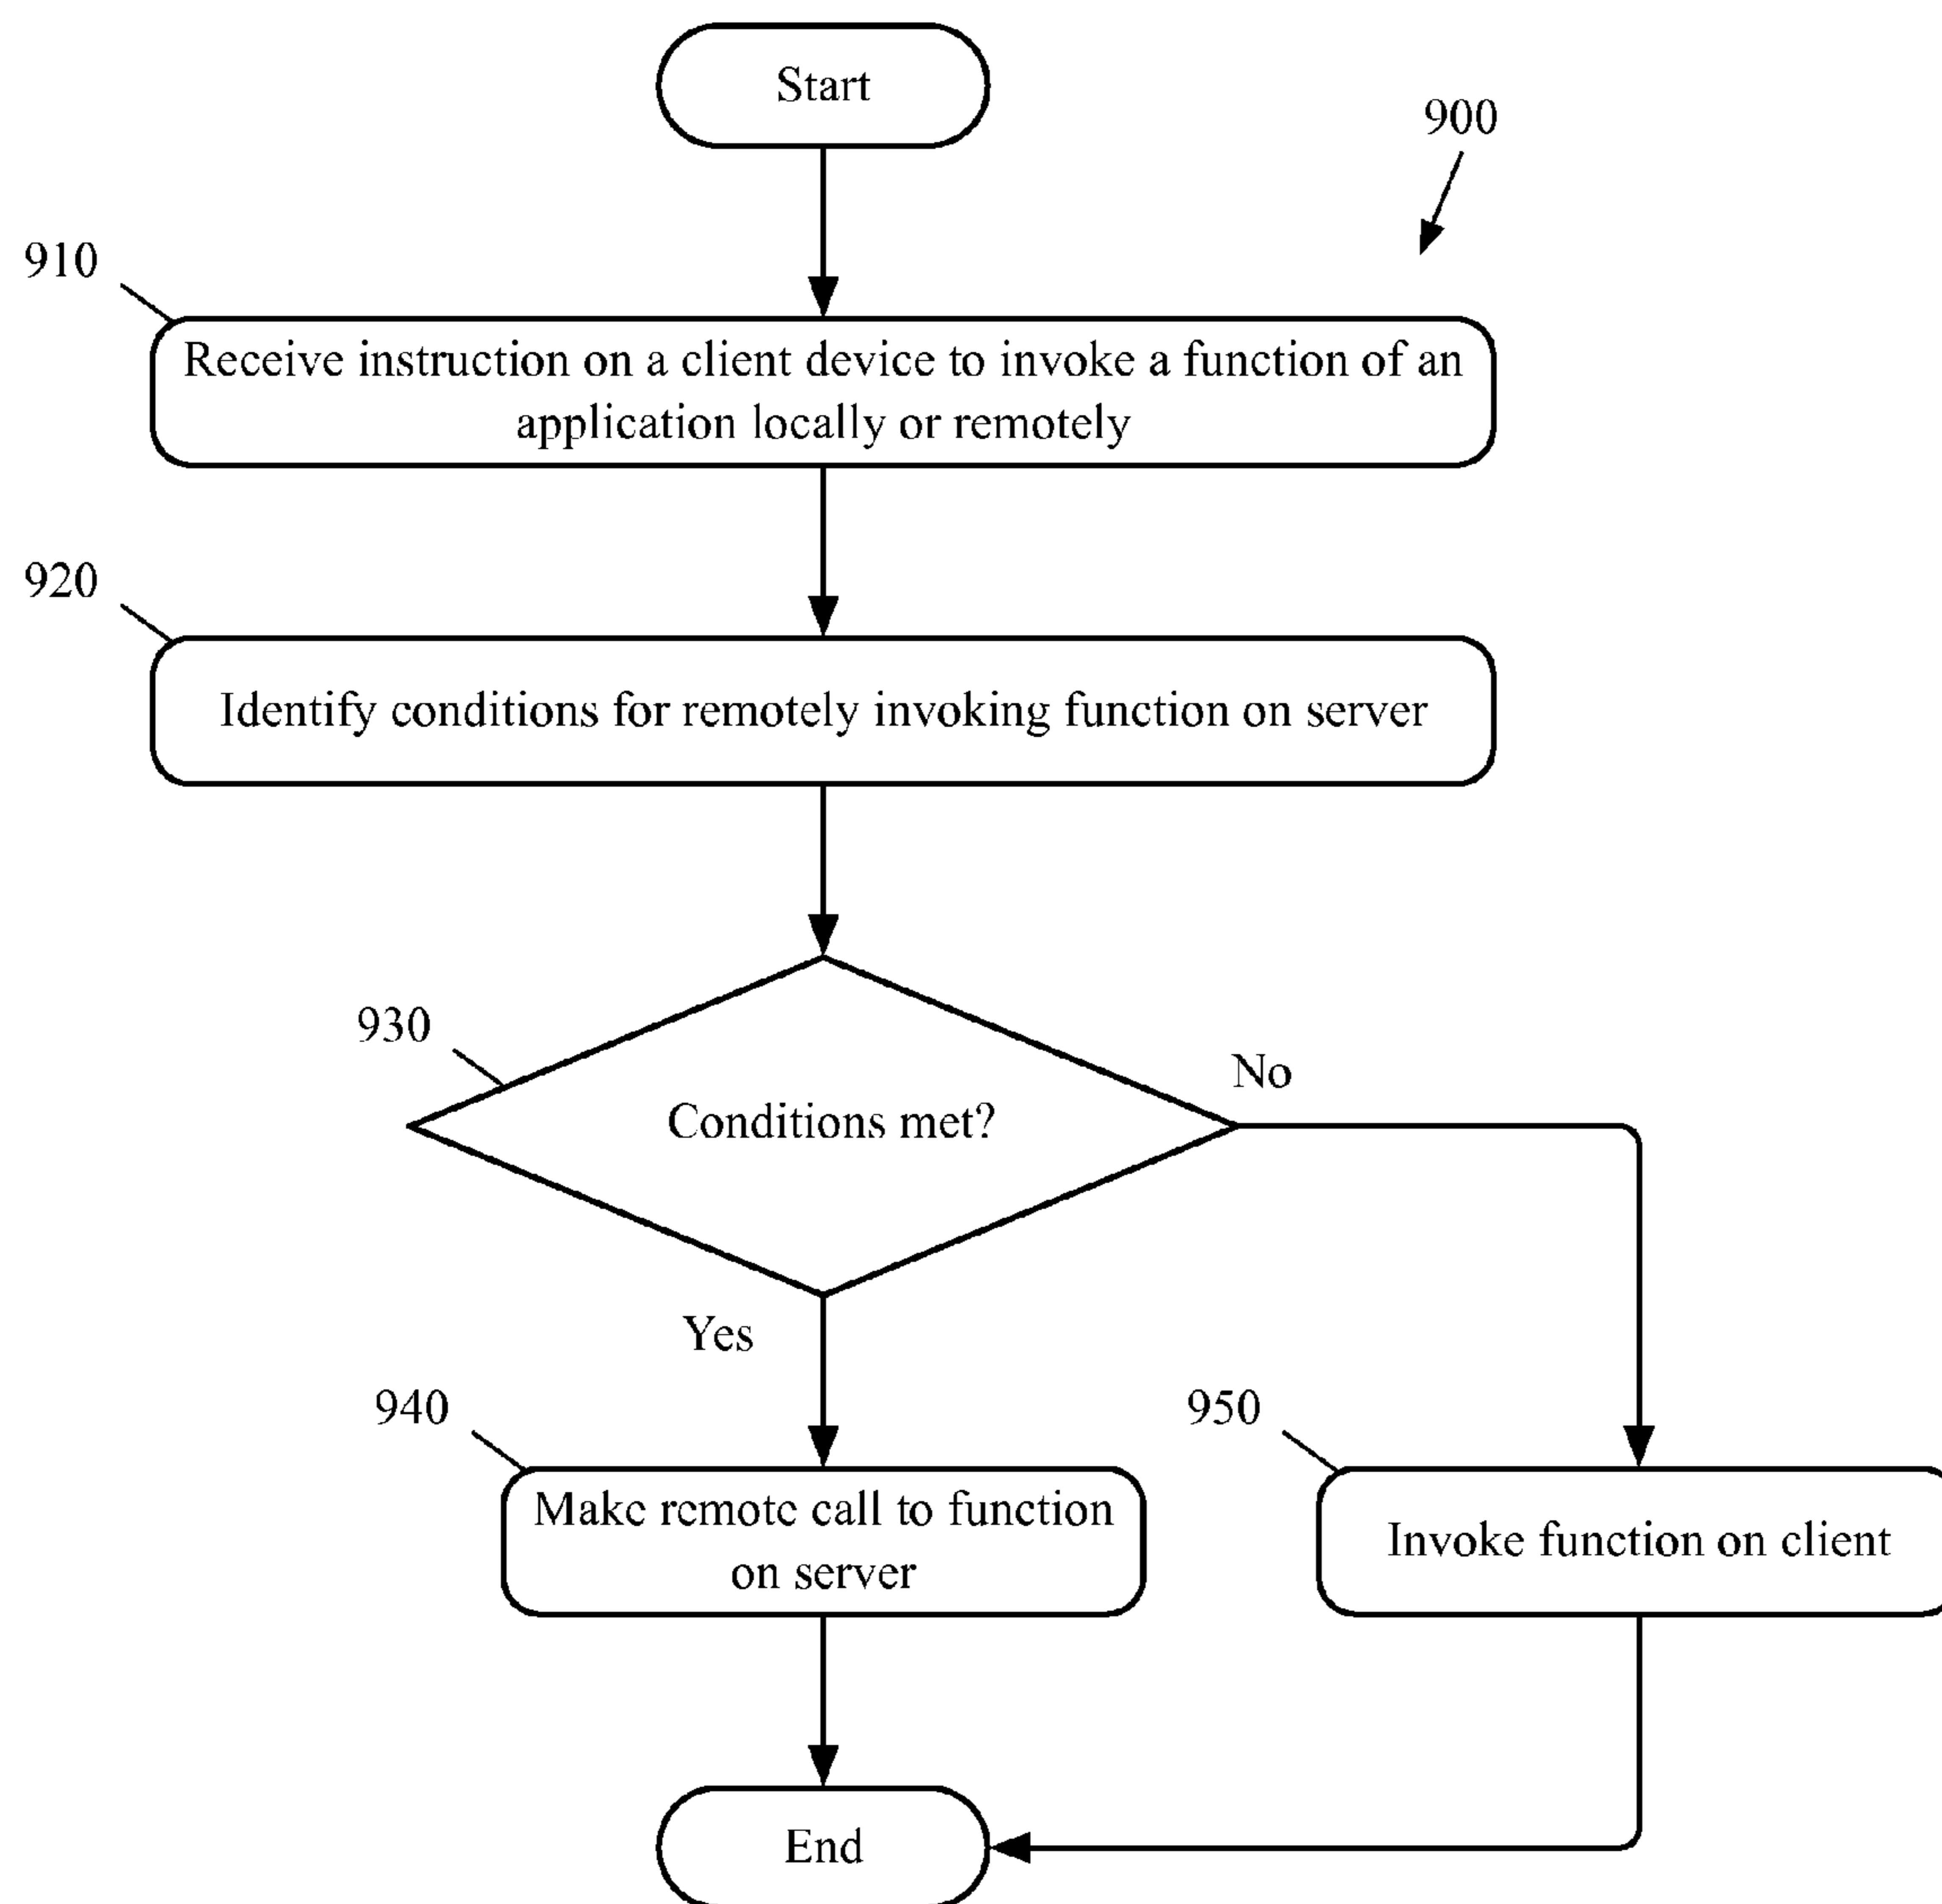 Start
900
910
Receive instruction on a client device to invoke a function of an
application locally or remotely
920
Identify conditions for remotely invoking function on server
930
Conditions met?
No
Yes
940
Make remote call to function
on server
950
Invoke function on client
End